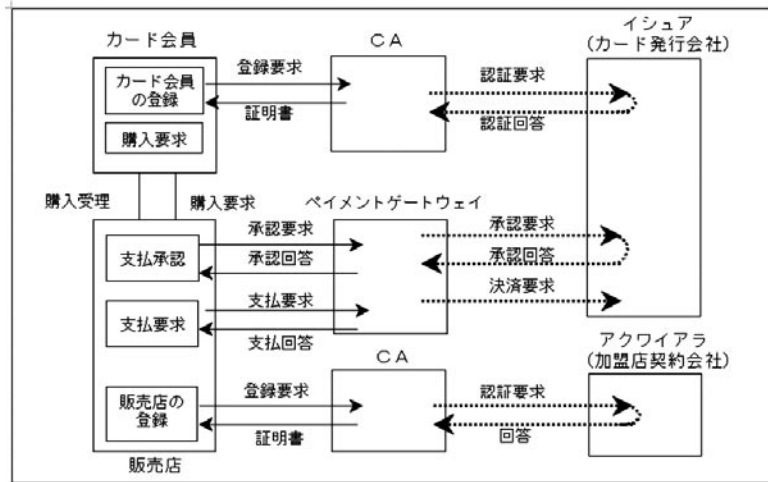 カード会員
CA
イシュア
(カード発行会社)
カード会員
の登録
購入要求
登録要求
証明書
認証要求
認証回答
購入受理
購入要求
ペイメントゲートウェイ
支払承認
承認要求
承認回答
承認要求
承認回答
決済要求
支払要求
支払要求
支払回答
CA
アクワイアラ
(加盟店契約会社)
販売店の
登録
登録要求
証明書
認証要求
回答
販売店